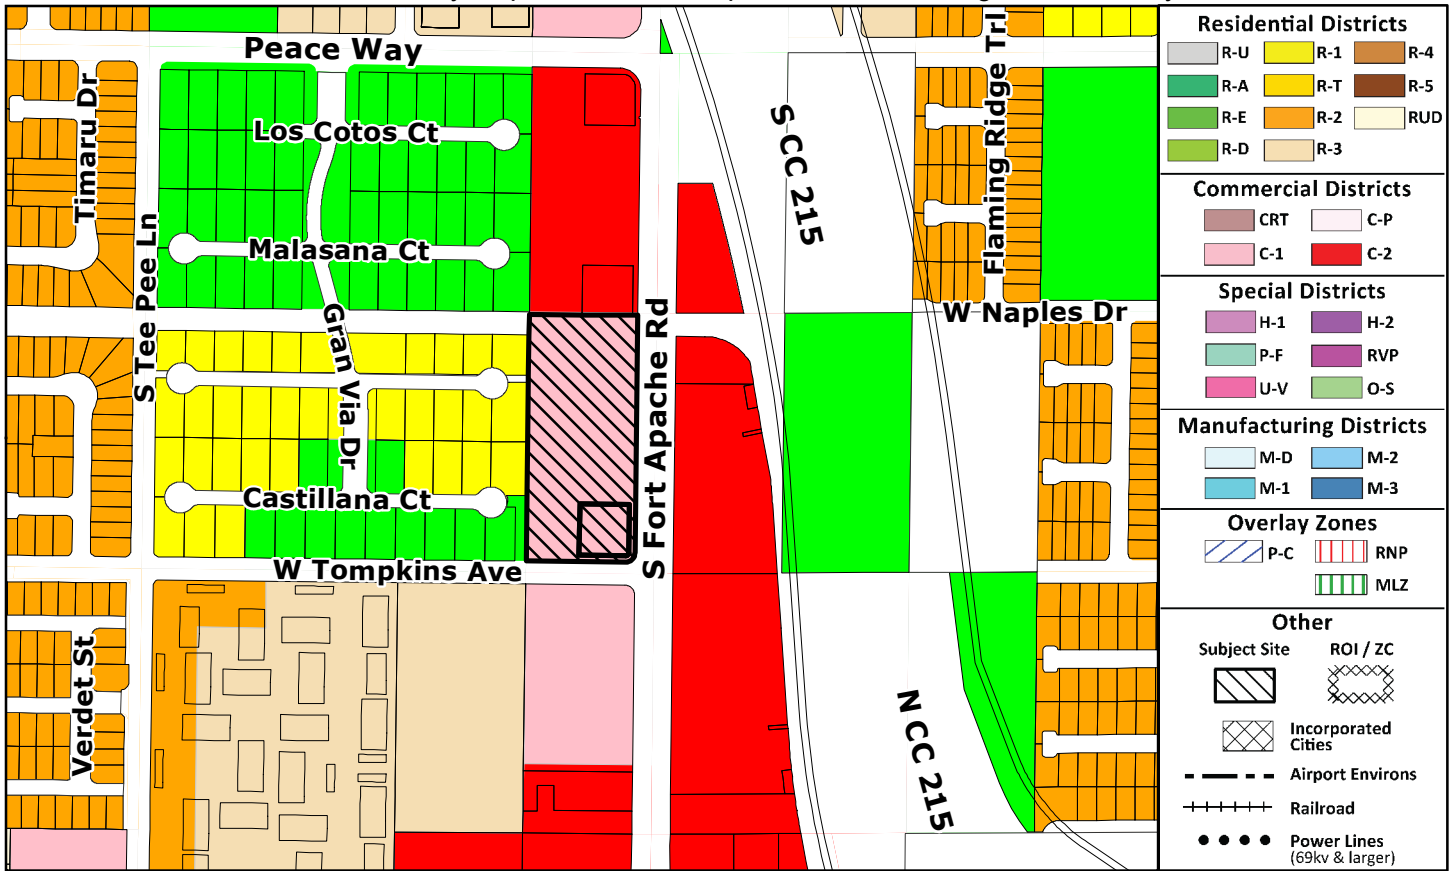 Peace Way
Timaru Dr
Los Cotos Ct
S Tee Pee Ln
Malasana Ct
Gran Via Dr
Castillana Ct
W Tompkins Ave
Verdet St
S Fort Apache Rd
S CC 215
N CC 215
Flaming Ridge Trl
W Naples Dr
Residential Districts
R-U R-1 R-4
R-A R-T R-5
R-E R-2 RUD
R-D R-3
Commercial Districts
CRT C-P
C-1 C-2
Special Districts
H-1 H-2
P-F RVP
U-V O-S
Manufacturing Districts
M-D M-2
M-1 M-3
Overlay Zones
P-C RNP
MLZ
Other
Subject Site ROI / ZC
Incorporated
Cities
Airport Environs
Railroad
Power Lines
(69kv & larger)